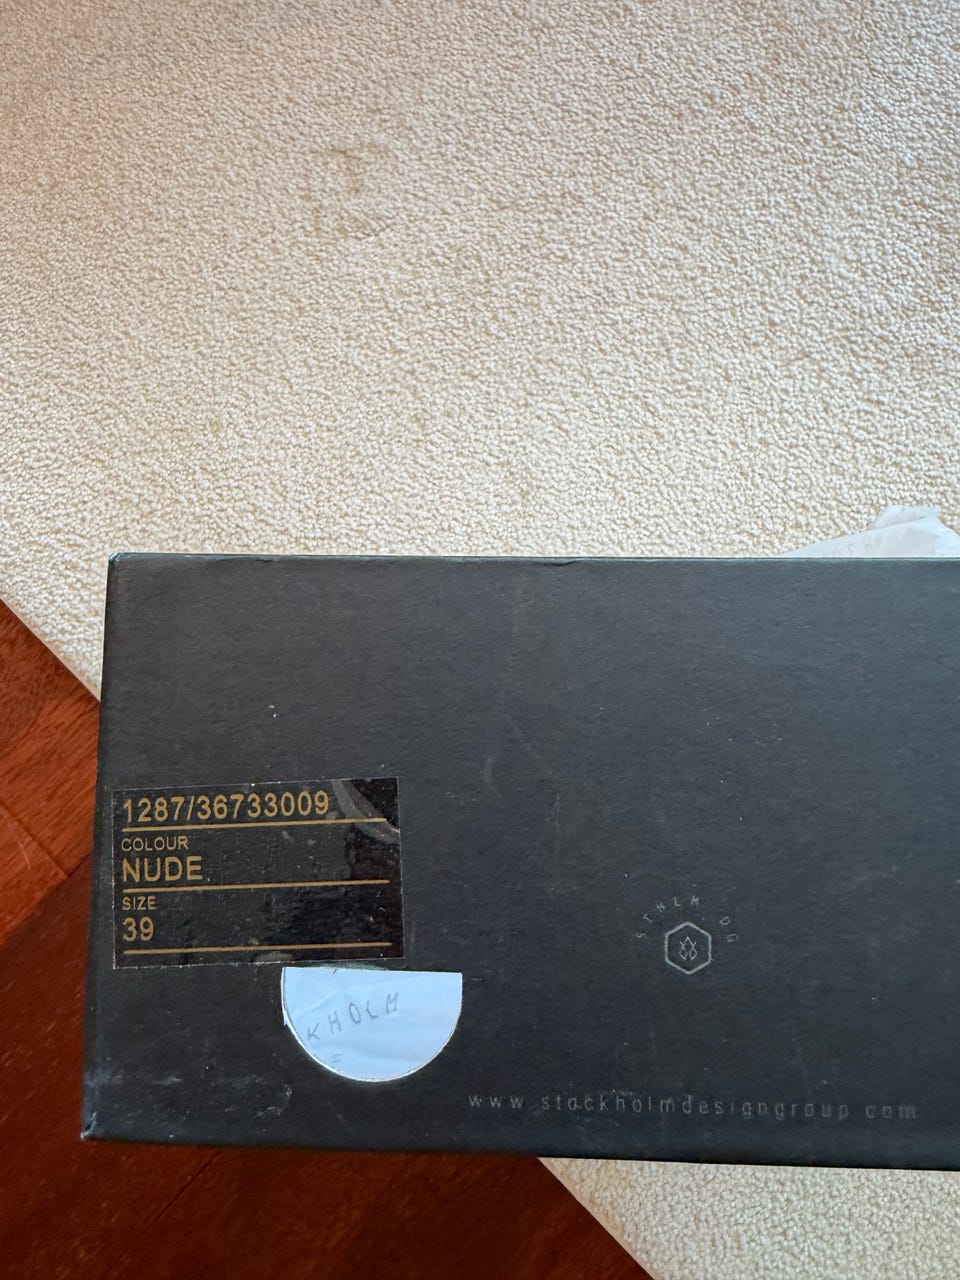 1287/36733009
COLOUR
NUDE
SIZE
39
STHLM DG
KHOLM
www.stockholmdesigngroup.com